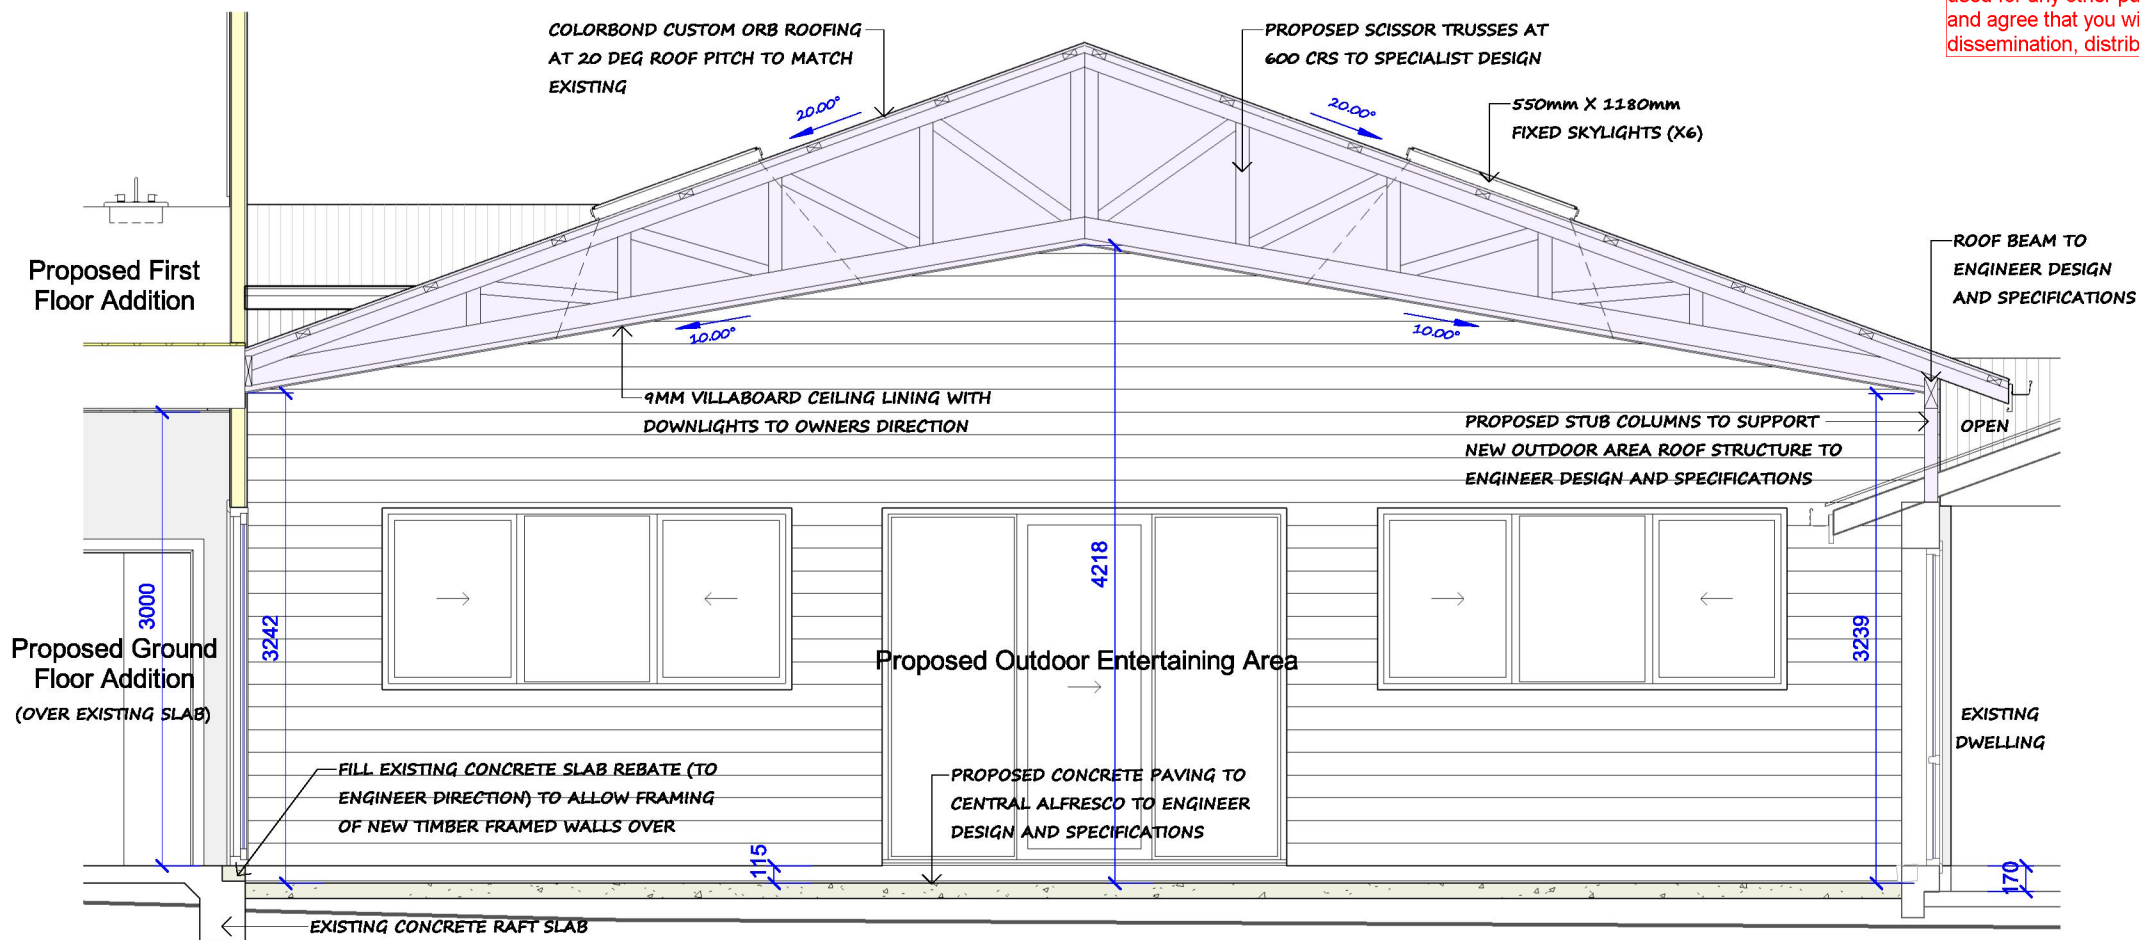 used for any other pu
and agree that you wi
dissemination, distrib
COLORBOND CUSTOM ORB ROOFING
AT 20 DEG ROOF PITCH TO MATCH
EXISTING
PROPOSED SCISSOR TRUSSES AT
600 CRS TO SPECIALIST DESIGN
550mm X 1180mm
FIXED SKYLIGHTS (X6)
20.00°
20.00°
ROOF BEAM TO
ENGINEER DESIGN
AND SPECIFICATIONS
Proposed First
Floor Addition
10.00°
10.00°
9MM VILLABOARD CEILING LINING WITH
DOWNLIGHTS TO OWNERS DIRECTION
PROPOSED STUB COLUMNS TO SUPPORT
NEW OUTDOOR AREA ROOF STRUCTURE TO
ENGINEER DESIGN AND SPECIFICATIONS
OPEN
3000
3242
4218
3239
Proposed Ground
Floor Addition
(OVER EXISTING SLAB)
Proposed Outdoor Entertaining Area
EXISTING
DWELLING
FILL EXISTING CONCRETE SLAB REBATE (TO
ENGINEER DIRECTION) TO ALLOW FRAMING
OF NEW TIMBER FRAMED WALLS OVER
PROPOSED CONCRETE PAVING TO
CENTRAL ALFRESCO TO ENGINEER
DESIGN AND SPECIFICATIONS
115
170
EXISTING CONCRETE RAFT SLAB